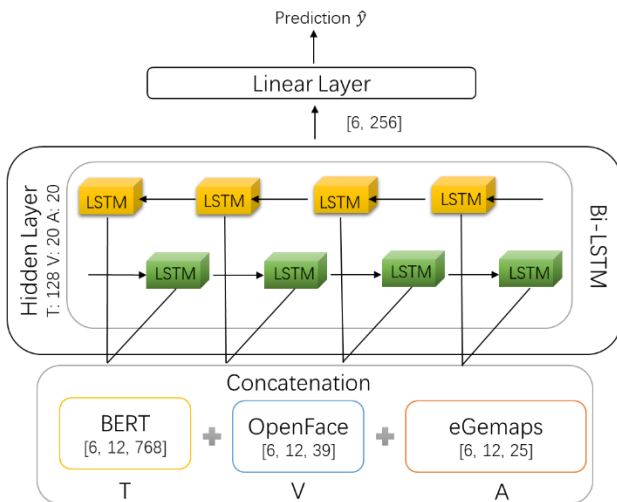 Prediction ŷ
Linear Layer
[6, 256]
Hidden Layer
T: 128 V: 20 A: 20
LSTM LSTM LSTM LSTM
LSTM LSTM LSTM LSTM
Bi-LSTM
Concatenation
BERT
[6, 12, 768]
OpenFace
[6, 12, 39]
eGemaps
[6, 12, 25]
T V A